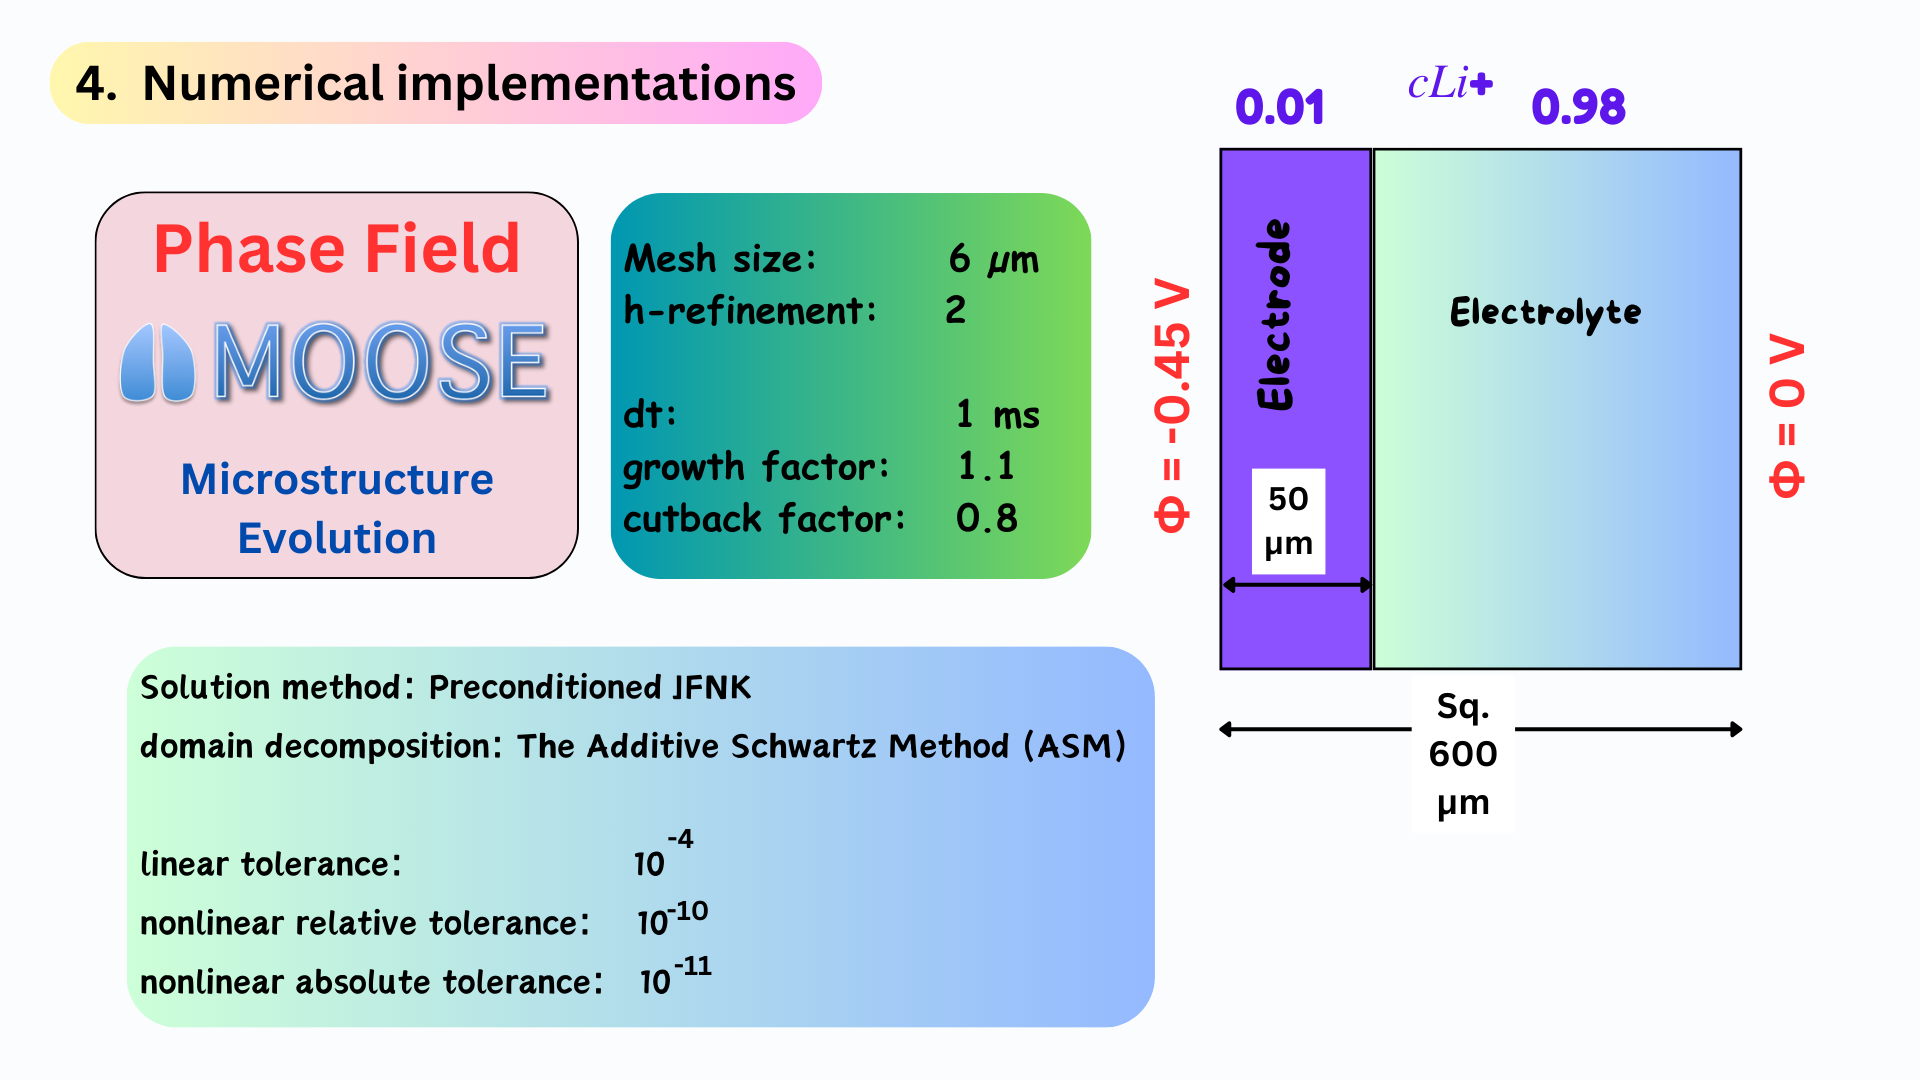 4. Numerical implementations
Phase Field
MOOSE
Microstructure
Evolution
Mesh size: 6 μm
h-refinement: 2
dt: 1 ms
growth factor: 1.1
cutback factor: 0.8
Solution method: Preconditioned JFNK
domain decomposition: The Additive Schwartz Method (ASM)
linear tolerance: 10⁻⁴
nonlinear relative tolerance: 10⁻¹⁰
nonlinear absolute tolerance: 10⁻¹¹
cLi+
0.01 0.98
Φ = -0.45 V
Electrode
Electrolyte
Φ = 0 V
50
μm
Sq.
600
μm